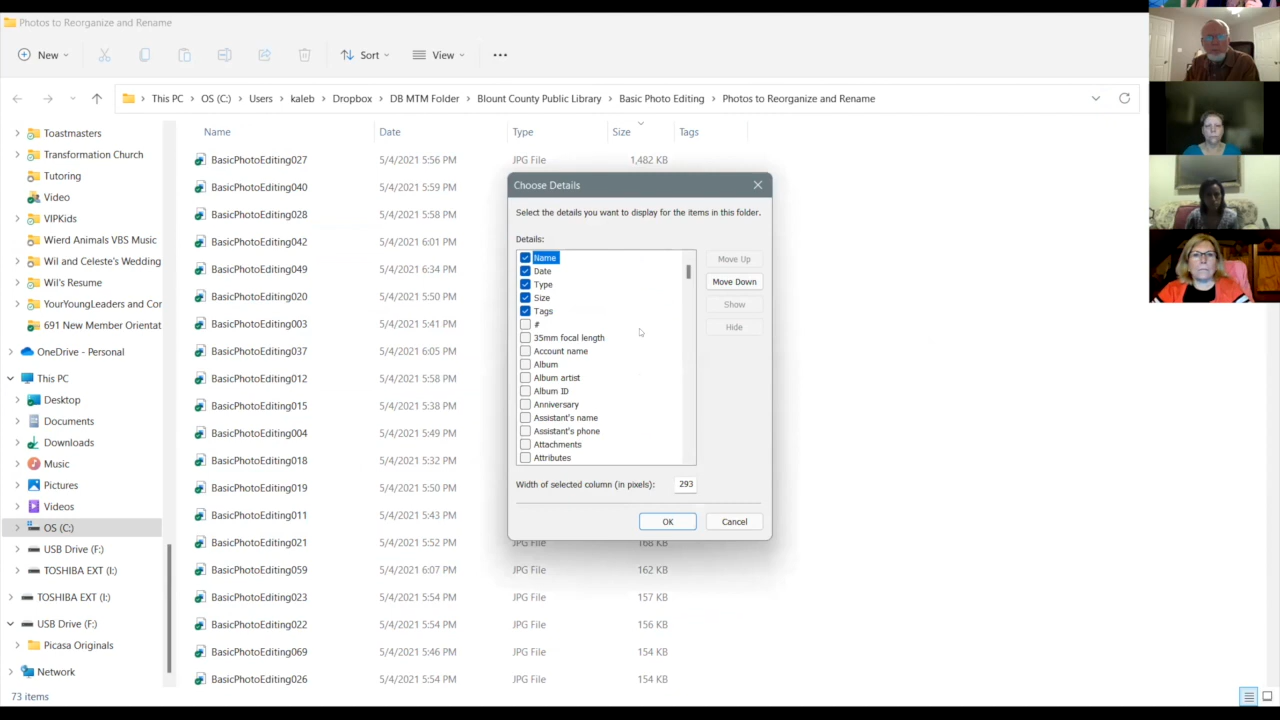 Photos to Reorganize and Rename
New
Sort
View
This PC > OS (C:) > Users > kaleb > Dropbox > DB MTM Folder > Blount County Public Library > Basic Photo Editing > Photos to Reorganize and Rename
Toastmasters
Transformation Church
Tutoring
Video
VIPKids
Wierd Animals VBS Music
Wil and Celeste's Wedding
Wil's Resume
YourYoungLeaders and Cor
691 New Member Orientat
OneDrive - Personal
This PC
Desktop
Documents
Downloads
Music
Pictures
Videos
OS (C:)
USB Drive (F:)
TOSHIBA EXT (I:)
TOSHIBA EXT (I:)
USB Drive (F:)
Picasa Originals
Network
Name Date Type Size Tags
BasicPhotoEditing027 5/4/2021 5:56 PM JPG File 1,482 KB
BasicPhotoEditing040 5/4/2021 5:59 PM
BasicPhotoEditing028 5/4/2021 5:58 PM
BasicPhotoEditing042 5/4/2021 6:01 PM
BasicPhotoEditing049 5/4/2021 6:34 PM
BasicPhotoEditing020 5/4/2021 5:50 PM
BasicPhotoEditing003 5/4/2021 5:41 PM
BasicPhotoEditing037 5/4/2021 6:05 PM
BasicPhotoEditing012 5/4/2021 5:58 PM
BasicPhotoEditing015 5/4/2021 5:38 PM
BasicPhotoEditing004 5/4/2021 5:49 PM
BasicPhotoEditing018 5/4/2021 5:32 PM
BasicPhotoEditing019 5/4/2021 5:50 PM
BasicPhotoEditing011 5/4/2021 5:43 PM
BasicPhotoEditing021 5/4/2021 5:52 PM JPG File 168 KB
BasicPhotoEditing059 5/4/2021 6:07 PM JPG File 162 KB
BasicPhotoEditing023 5/4/2021 5:54 PM JPG File 157 KB
BasicPhotoEditing022 5/4/2021 5:54 PM JPG File 156 KB
BasicPhotoEditing069 5/4/2021 5:46 PM JPG File 154 KB
BasicPhotoEditing026 5/4/2021 5:54 PM JPG File 154 KB
Choose Details
Select the details you want to display for the items in this folder.
Details:
Name
Date
Type
Size
Tags
#
35mm focal length
Account name
Album
Album artist
Album ID
Anniversary
Assistant's name
Assistant's phone
Attachments
Attributes
Move Up
Move Down
Show
Hide
Width of selected column (in pixels): 293
OK Cancel
73 items